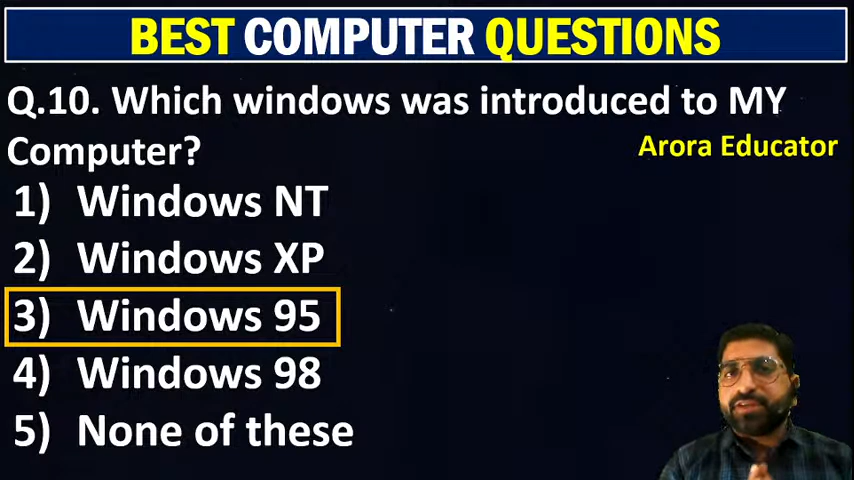 BEST COMPUTER QUESTIONS
Q.10. Which windows was introduced to MY
Computer?
Arora Educator
1) Windows NT
2) Windows XP
3) Windows 95
4) Windows 98
5) None of these